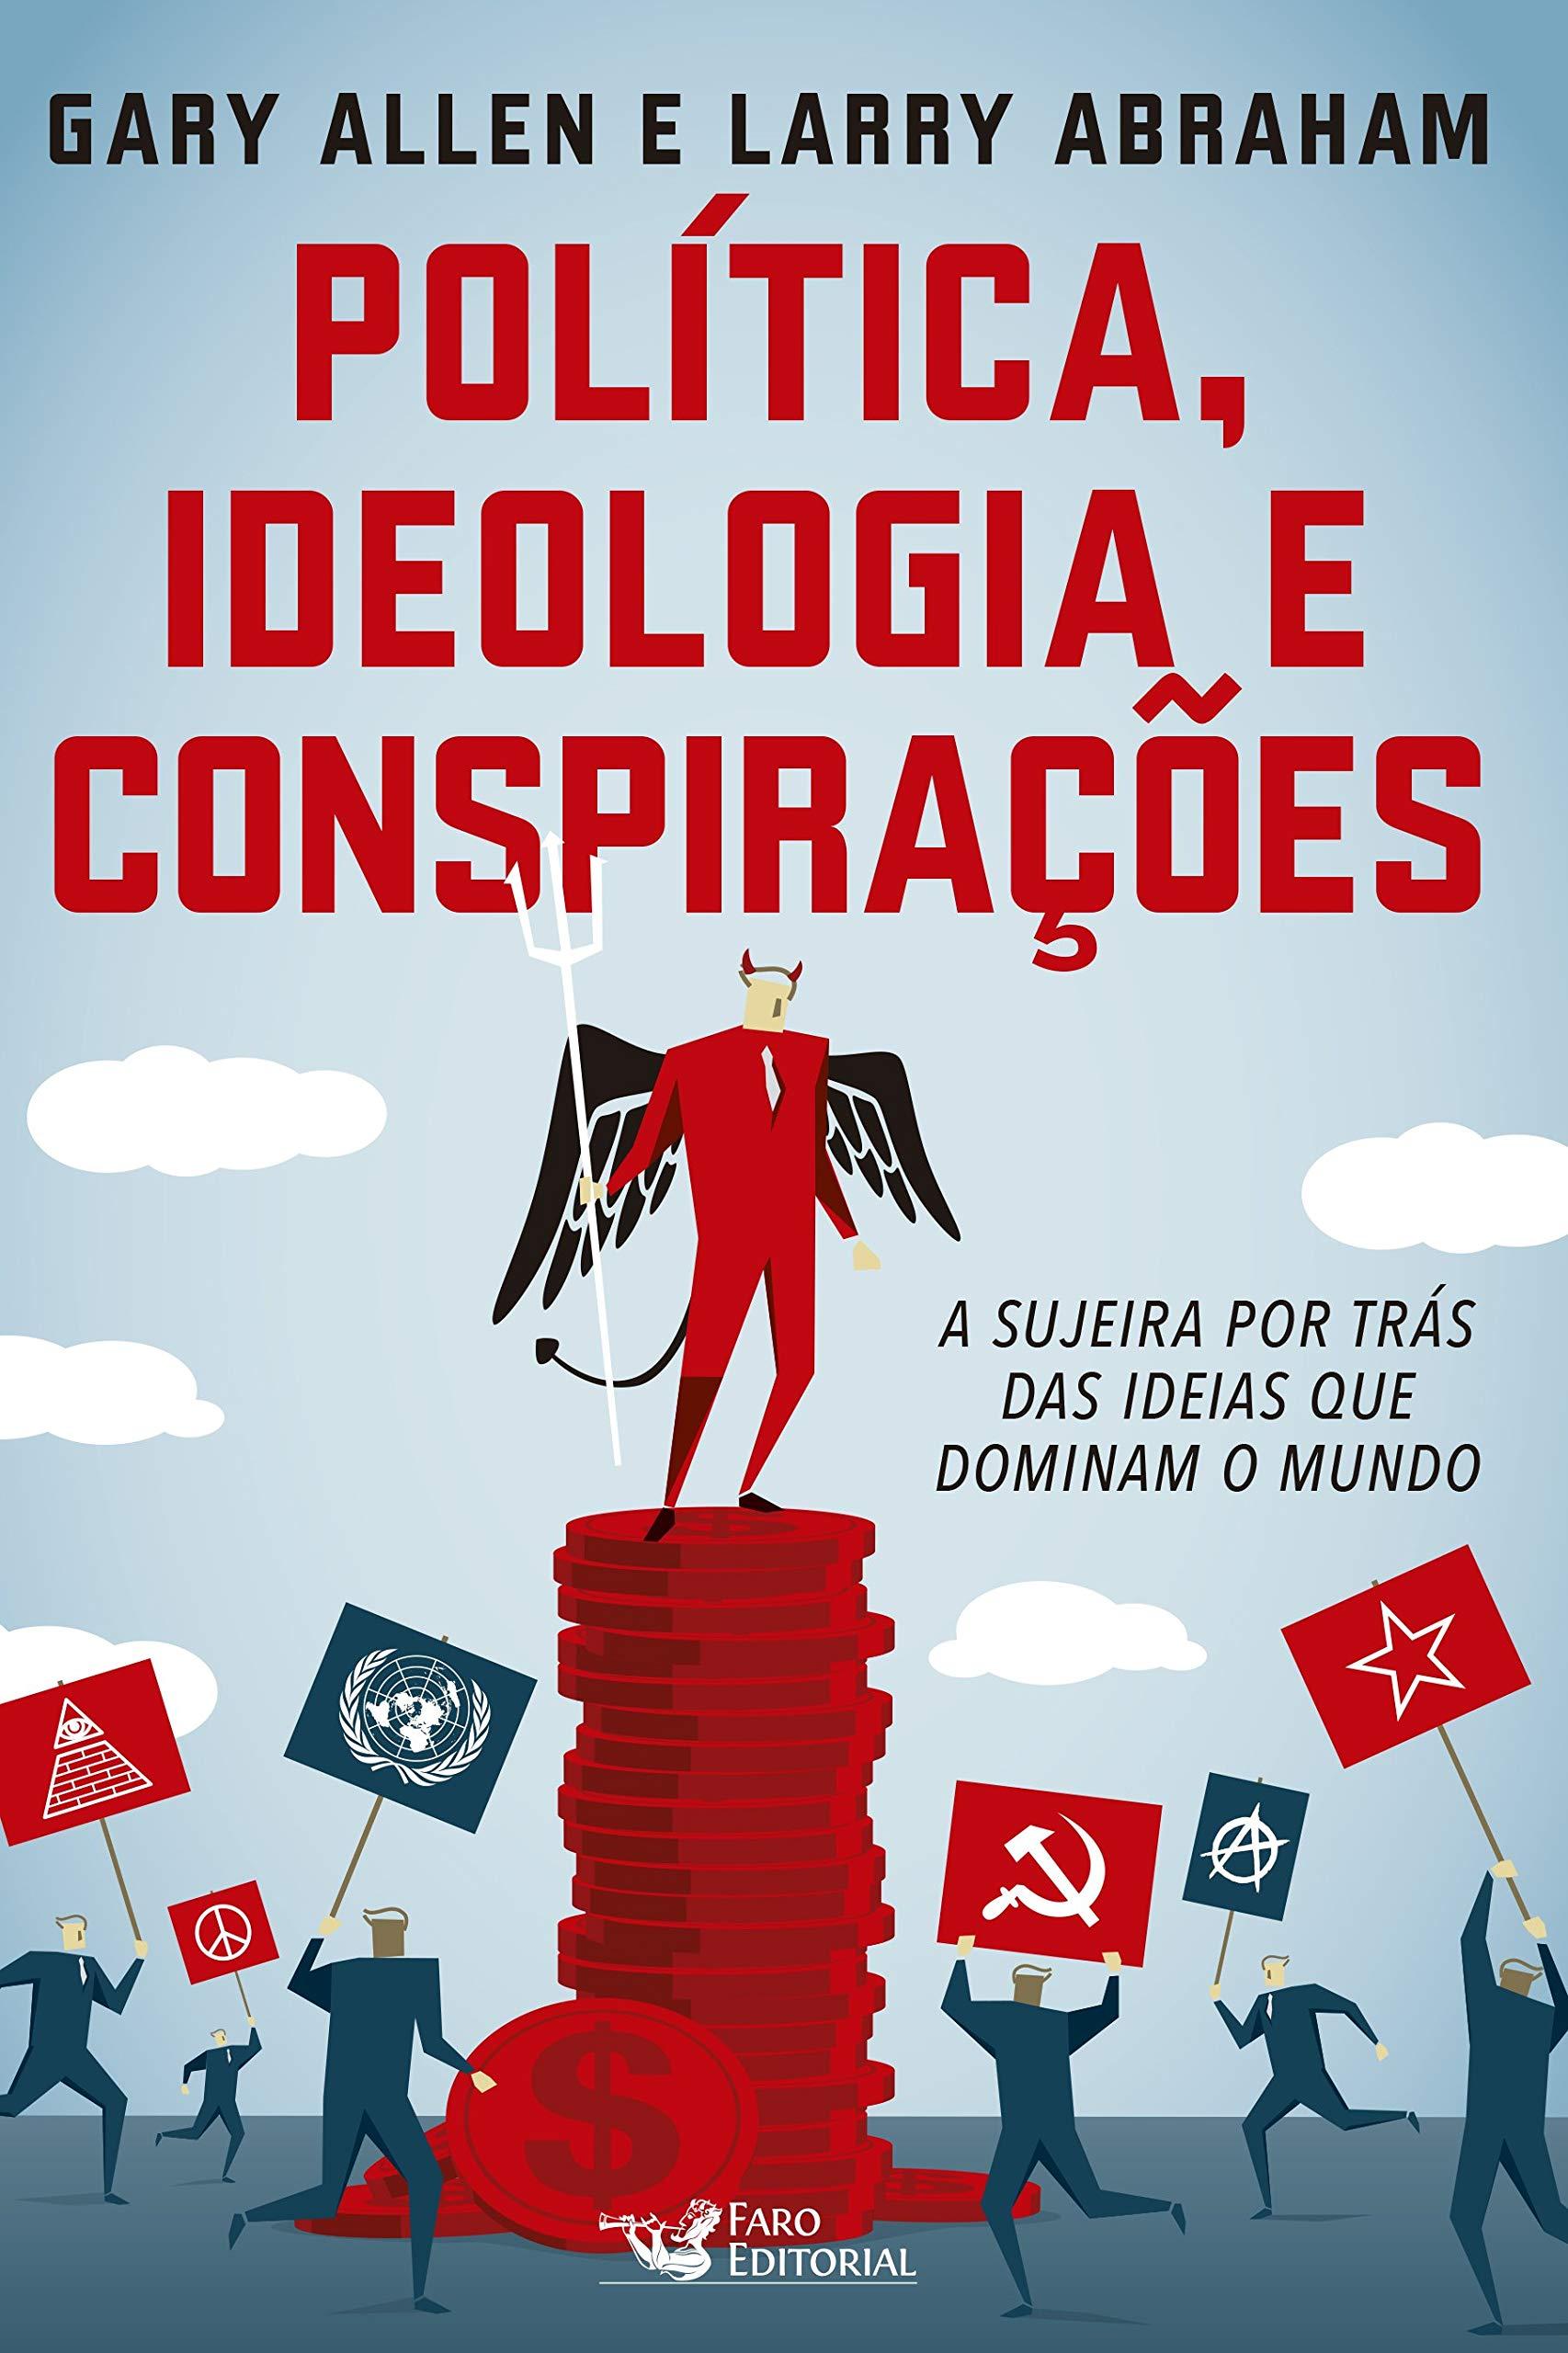 GARY ALLEN E LARRY ABRAHAM
POLÍTICA,
IDEOLOGIA E
CONSPIRAÇÕES
A SUJEIRA POR TRÁS
DAS IDEIAS QUE
DOMINAM O MUNDO
$
FARO
EDITORIAL